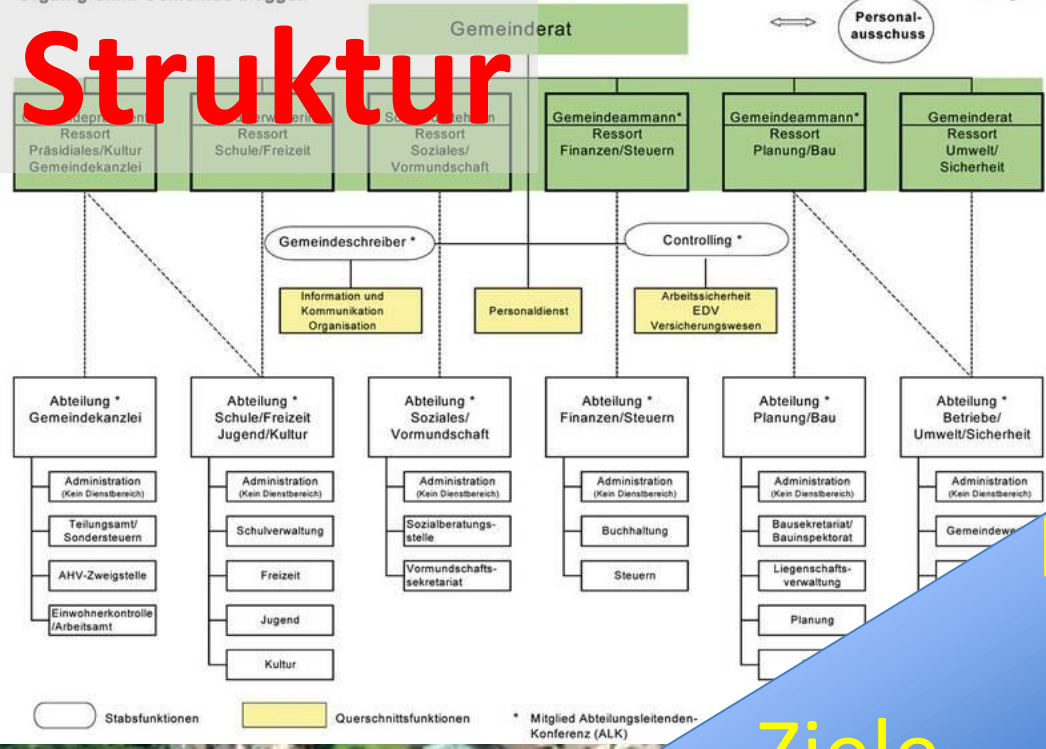 Gemeinderat
Personal-
ausschuss
Struktur
Ressort
Präsidiales/Kultur
Gemeindekanzlei
Ressort
Schule/Freizeit
Ressort
Soziales/
Vormundschaft
Gemeindeammann*
Ressort
Finanzen/Steuern
Gemeindeammann*
Ressort
Planung/Bau
Gemeinderat
Ressort
Umwelt/
Sicherheit
Gemeindeschreiber *
Controlling *
Information und
Kommunikation
Organisation
Personaldienst
Arbeitssicherheit
EDV
Versicherungswesen
Abteilung *
Gemeindekanzlei
Abteilung *
Schule/Freizeit
Jugend/Kultur
Abteilung *
Soziales/
Vormundschaft
Abteilung *
Finanzen/Steuern
Abteilung *
Planung/Bau
Abteilung *
Betriebe/
Umwelt/Sicherheit
Administration
(Kein Dienstbereich)
Teilungsamt/
Sondersteuern
AHV-Zweigstelle
Einwohnerkontrolle
/Arbeitsamt
Administration
(Kein Dienstbereich)
Schulverwaltung
Freizeit
Jugend
Kultur
Administration
(Kein Dienstbereich)
Sozialberatungs-
stelle
Vormundschafts-
sekretariat
Administration
(Kein Dienstbereich)
Buchhaltung
Steuern
Administration
(Kein Dienstbereich)
Bausekretariat/
Bauinspektorat
Liegenschafts-
verwaltung
Planung
Administration
(Kein Dienstbereich)
Stabsfunktionen
Querschnittsfunktionen
* Mitglied Abteilungsleitenden-
Konferenz (ALK)
Ziele